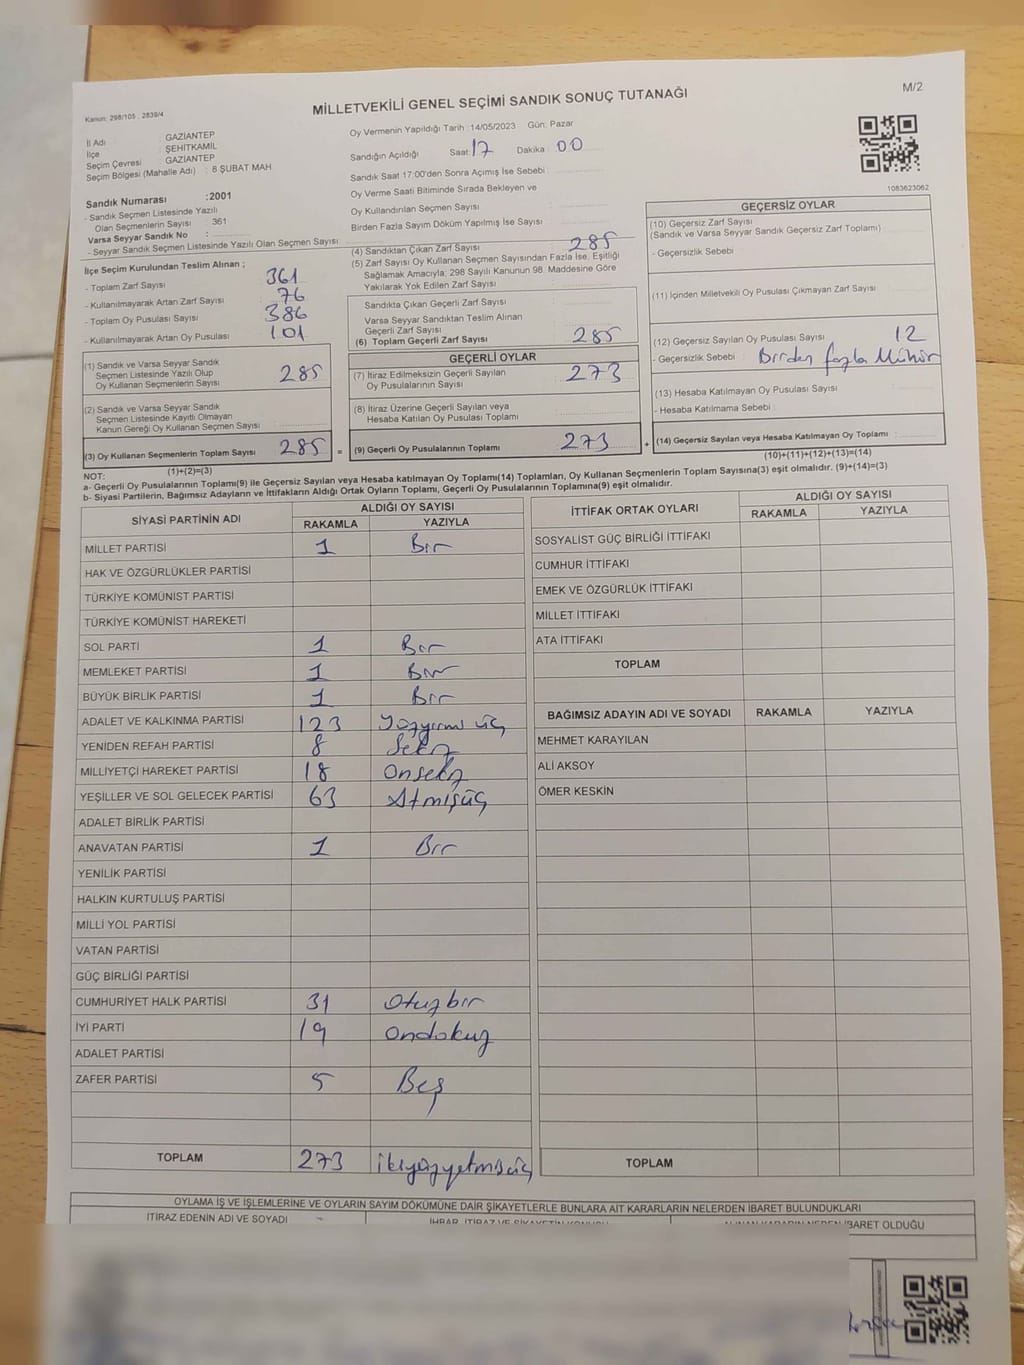 Kanun: 298/105 , 2839/4
MİLLETVEKİLİ GENEL SEÇİMİ SANDIK SONUÇ TUTANAĞI
M/2
İl Adı : GAZİANTEP
İlçe : ŞEHİTKAMİL
Seçim Çevresi : GAZİANTEP
Seçim Bölgesi (Mahalle Adı) : 8 ŞUBAT MAH
Oy Vermenin Yapıldığı Tarih : 14/05/2023 Gün: Pazar
Sandığın Açıldığı Saat: 17 Dakika : 00
Sandık Saat 17:00'den Sonra Açımış İse Sebebi :
Oy Verme Saati Bitiminde Sırada Bekleyen ve
Oy Kullandırılan Seçmen Sayısı :
Birden Fazla Sayım Döküm Yapılmış İse Sayısı :
1083623062
Sandık Numarası : 2001
- Sandık Seçmen Listesinde Yazılı
Olan Seçmenlerin Sayısı : 361
Varsa Seyyar Sandık No :
- Seyyar Sandık Seçmen Listesinde Yazılı Olan Seçmen Sayısı :
İlçe Seçim Kurulundan Teslim Alınan ;
- Toplam Zarf Sayısı : 361
- Kullanılmayarak Artan Zarf Sayısı : 76
- Toplam Oy Pusulası Sayısı : 386
- Kullanılmayarak Artan Oy Pusulası : 101
(1) Sandık ve Varsa Seyyar Sandık
Seçmen Listesinde Yazılı Olup
Oy Kullanan Seçmenlerin Sayısı : 285
(2) Sandık ve Varsa Seyyar Sandık
Seçmen Listesinde Kayıtlı Olmayan
Kanun Gereği Oy Kullanan Seçmen Sayısı :
(3) Oy Kullanan Seçmenlerin Toplam Sayısı : 285
(1)+(2)=(3)
(4) Sandıktan Çıkan Zarf Sayısı : 285
(5) Zarf Sayısı Oy Kullanan Seçmen Sayısından Fazla İse, Eşitliği
Sağlamak Amacıyla, 298 Sayılı Kanunun 98. Maddesine Göre
Yakılarak Yok Edilen Zarf Sayısı :
Sandıkta Çıkan Geçerli Zarf Sayısı :
Varsa Seyyar Sandıktan Teslim Alınan
Geçerli Zarf Sayısı :
(6) Toplam Geçerli Zarf Sayısı : 285
GEÇERLİ OYLAR
(7) İtiraz Edilmeksizin Geçerli Sayılan
Oy Pusulalarının Sayısı : 273
(8) İtiraz Üzerine Geçerli Sayılan veya
Hesaba Katılan Oy Pusulası Toplamı :
= (9) Geçerli Oy Pusulalarının Toplamı : 273
GEÇERSİZ OYLAR
(10) Geçersiz Zarf Sayısı
(Sandık ve Varsa Seyyar Sandık Geçersiz Zarf Toplamı) :
- Geçersizlik Sebebi :
(11) İçinden Milletvekili Oy Pusulası Çıkmayan Zarf Sayısı :
(12) Geçersiz Sayılan Oy Pusulası Sayısı : 12
- Geçersizlik Sebebi : Birden fazla Mühür
(13) Hesaba Katılmayan Oy Pusulası Sayısı :
- Hesaba Katılmama Sebebi :
+ (14) Geçersiz Sayılan veya Hesaba Katılmayan Oy Toplamı :
(10)+(11)+(12)+(13)=(14)
NOT:
a- Geçerli Oy Pusulalarının Toplamı(9) ile Geçersiz Sayılan veya Hesaba katılmayan Oy Toplamı(14) Toplamları, Oy Kullanan Seçmenlerin Toplam Sayısına(3) eşit olmalıdır. (9)+(14)=(3)
b- Siyasi Partilerin, Bağımsız Adayların ve İttifakların Aldığı Ortak Oyların Toplamı, Geçerli Oy Pusulalarının Toplamına(9) eşit olmalıdır.
SİYASİ PARTİNİN ADI ALDIĞI OY SAYISI
RAKAMLA YAZIYLA
MİLLET PARTİSİ 1 Bir
HAK VE ÖZGÜRLÜKLER PARTİSİ
TÜRKİYE KOMÜNİST PARTİSİ
TÜRKİYE KOMÜNİST HAREKETİ
SOL PARTİ 1 Bir
MEMLEKET PARTİSİ 1 Bir
BÜYÜK BİRLİK PARTİSİ 1 Bir
ADALET VE KALKINMA PARTİSİ 123 Yüzyirmi üç
YENİDEN REFAH PARTİSİ 8 Sekiz
MİLLİYETÇİ HAREKET PARTİSİ 18 Onsekiz
YEŞİLLER VE SOL GELECEK PARTİSİ 63 Atmışüç
ADALET BİRLİK PARTİSİ
ANAVATAN PARTİSİ 1 Bir
YENİLİK PARTİSİ
HALKIN KURTULUŞ PARTİSİ
MİLLİ YOL PARTİSİ
VATAN PARTİSİ
GÜÇ BİRLİĞİ PARTİSİ
CUMHURİYET HALK PARTİSİ 31 Otuzbir
İYİ PARTİ 19 Ondokuz
ADALET PARTİSİ
ZAFER PARTİSİ 5 Beş
TOPLAM 273 ikiyüzyetmişüç
İTTİFAK ORTAK OYLARI ALDIĞI OY SAYISI
RAKAMLA YAZIYLA
SOSYALİST GÜÇ BİRLİĞİ İTTİFAKI
CUMHUR İTTİFAKI
EMEK VE ÖZGÜRLÜK İTTİFAKI
MİLLET İTTİFAKI
ATA İTTİFAKI
TOPLAM
BAĞIMSIZ ADAYIN ADI VE SOYADI RAKAMLA YAZIYLA
MEHMET KARAYILAN
ALİ AKSOY
ÖMER KESKİN
TOPLAM
OYLAMA İŞ VE İŞLEMLERİNE VE OYLARIN SAYIM DÖKÜMÜNE DAİR ŞİKAYETLERLE BUNLARA AİT KARARLARIN NELERDEN İBARET BULUNDUKLARI
İTİRAZ EDENİN ADI VE SOYADI
İBARET OLDUĞU